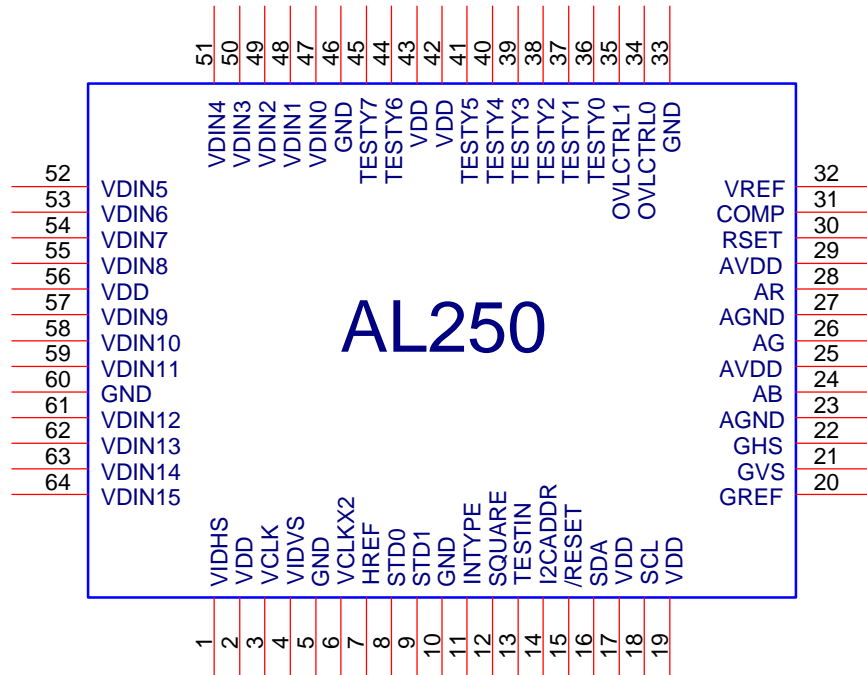 51 50 49 48 47 46 45 44 43 42 41 40 39 38 37 36 35 34 33
VDIN4 VDIN3 VDIN2 VDIN1 VDIN0 GND TESTY7 TESTY6 VDD VDD TESTY5 TESTY4 TESTY3 TESTY2 TESTY1 TESTY0 OVLCTRL1 OVLCTRL0 GND
52 VDIN5
53 VDIN6
54 VDIN7
55 VDIN8
56 VDD
57 VDIN9
58 VDIN10
59 VDIN11
60 GND
61 VDIN12
62 VDIN13
63 VDIN14
64 VDIN15
AL250
VREF 32
COMP 31
RSET 30
AVDD 29
AR 28
AGND 27
AG 26
AVDD 25
AB 24
AGND 23
GHS 22
GVS 21
GREF 20
VIDHS VDD VCLK VIDVS GND VCLKX2 HREF STD0 STD1 GND INTYPE SQUARE TESTIN I2CADDR /RESET SDA VDD SCL VDD
1 2 3 4 5 6 7 8 9 10 11 12 13 14 15 16 17 18 19